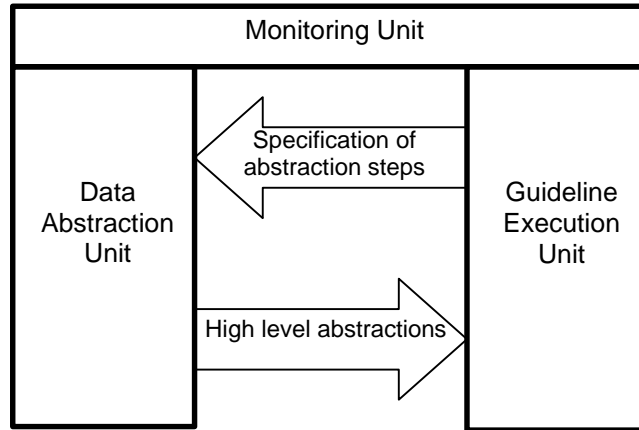 Monitoring Unit
Specification of
abstraction steps
Data
Abstraction
Unit
Guideline
Execution
Unit
High level abstractions